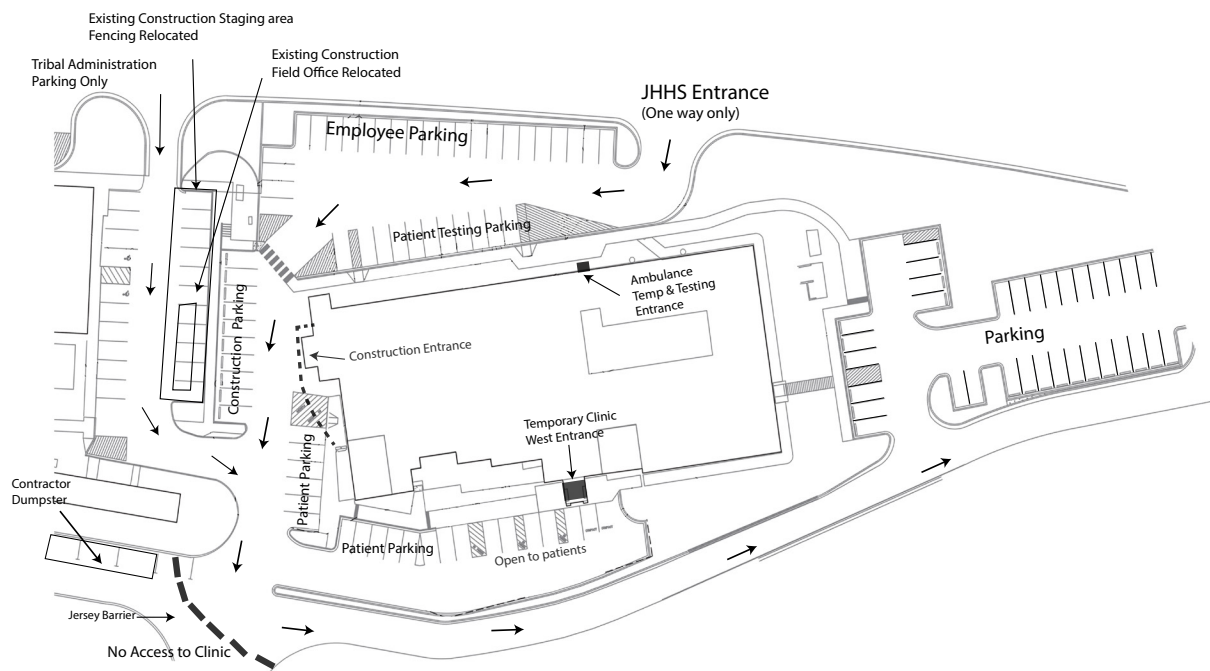 Existing Construction Staging area
Fencing Relocated
Existing Construction
Field Office Relocated
Tribal Administration
Parking Only
JHHS Entrance
(One way only)
Employee Parking
Patient Testing Parking
Ambulance
Temp & Testing
Entrance
Construction Parking
Construction Entrance
Parking
Temporary Clinic
West Entrance
Patient Parking
Contractor
Dumpster
Patient Parking
Open to patients
Jersey Barrier
No Access to Clinic